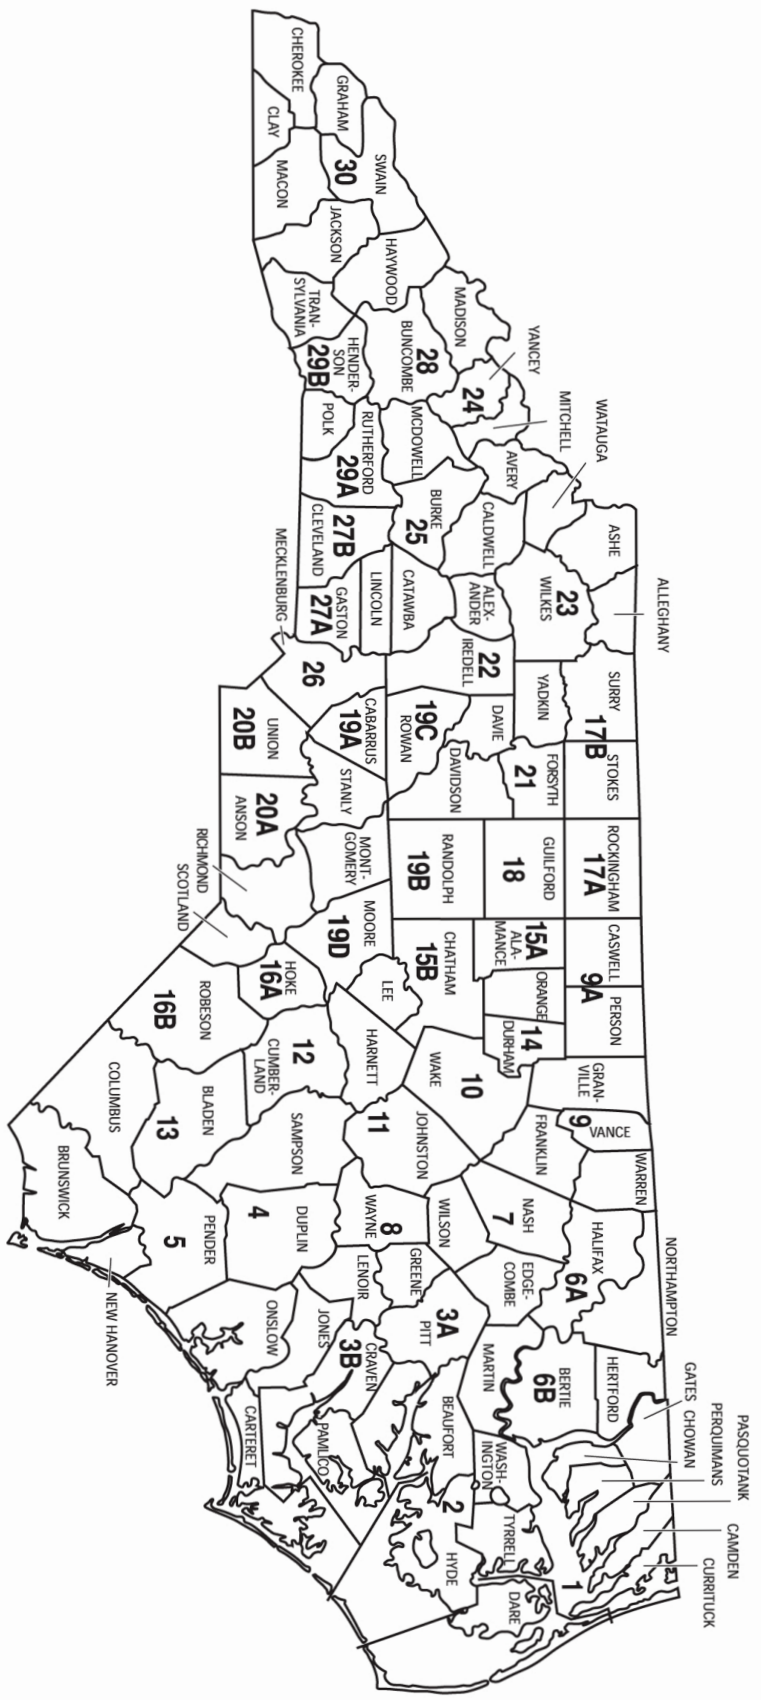 CHEROKEE
GRAHAM
CLAY
MACON
SWAIN
30
JACKSON
HAYWOOD
TRAN-
SYLVANIA
MADISON
BUNCOMBE
28
HENDER-
SON
29B
YANCEY
24
MITCHELL
WATAUGA
POLK
RUTHERFORD
29A
MCDOWELL
AVERY
BURKE
25
CALDWELL
ASHE
CLEVELAND
27B
ALLEGHANY
MECKLENBURG
GASTON
27A
LINCOLN
CATAWBA
ALEX-
ANDER
WILKES
23
26
22
IREDELL
YADKIN
SURRY
17B
STOKES
UNION
20B
CABARRUS
19A
19C
ROWAN
DAVIE
STANLY
DAVIDSON
FORSYTH
21
20A
ANSON
MONT-
GOMERY
RANDOLPH
19B
GUILFORD
18
ROCKINGHAM
17A
RICHMOND
SCOTLAND
MOORE
19D
CHATHAM
15B
15A
ALA-
MANCE
CASWELL
9A
PERSON
HOKE
16A
LEE
ORANGE
ROBESON
16B
14
DURHAM
HARNETT
12
CUMBER-
LAND
WAKE
10
GRAN-
VILLE
COLUMBUS
BLADEN
13
SAMPSON
11
JOHNSTON
FRANKLIN
9
VANCE
WARREN
BRUNSWICK
PENDER
5
DUPLIN
4
WAYNE
8
WILSON
NASH
7
HALIFAX
6A
NORTHAMPTON
NEW HANOVER
ONSLOW
JONES
LENOIR
GREENE
EDGE-
COMBE
3A
PITT
3B
CRAVEN
MARTIN
BERTIE
6B
HERTFORD
GATES
CHOWAN
PERQUIMANS
PASQUOTANK
CARTERET
PAMLICO
BEAUFORT
WASH-
INGTON
2
HYDE
TYRRELL
DARE
1
CAMDEN
CURRITUCK